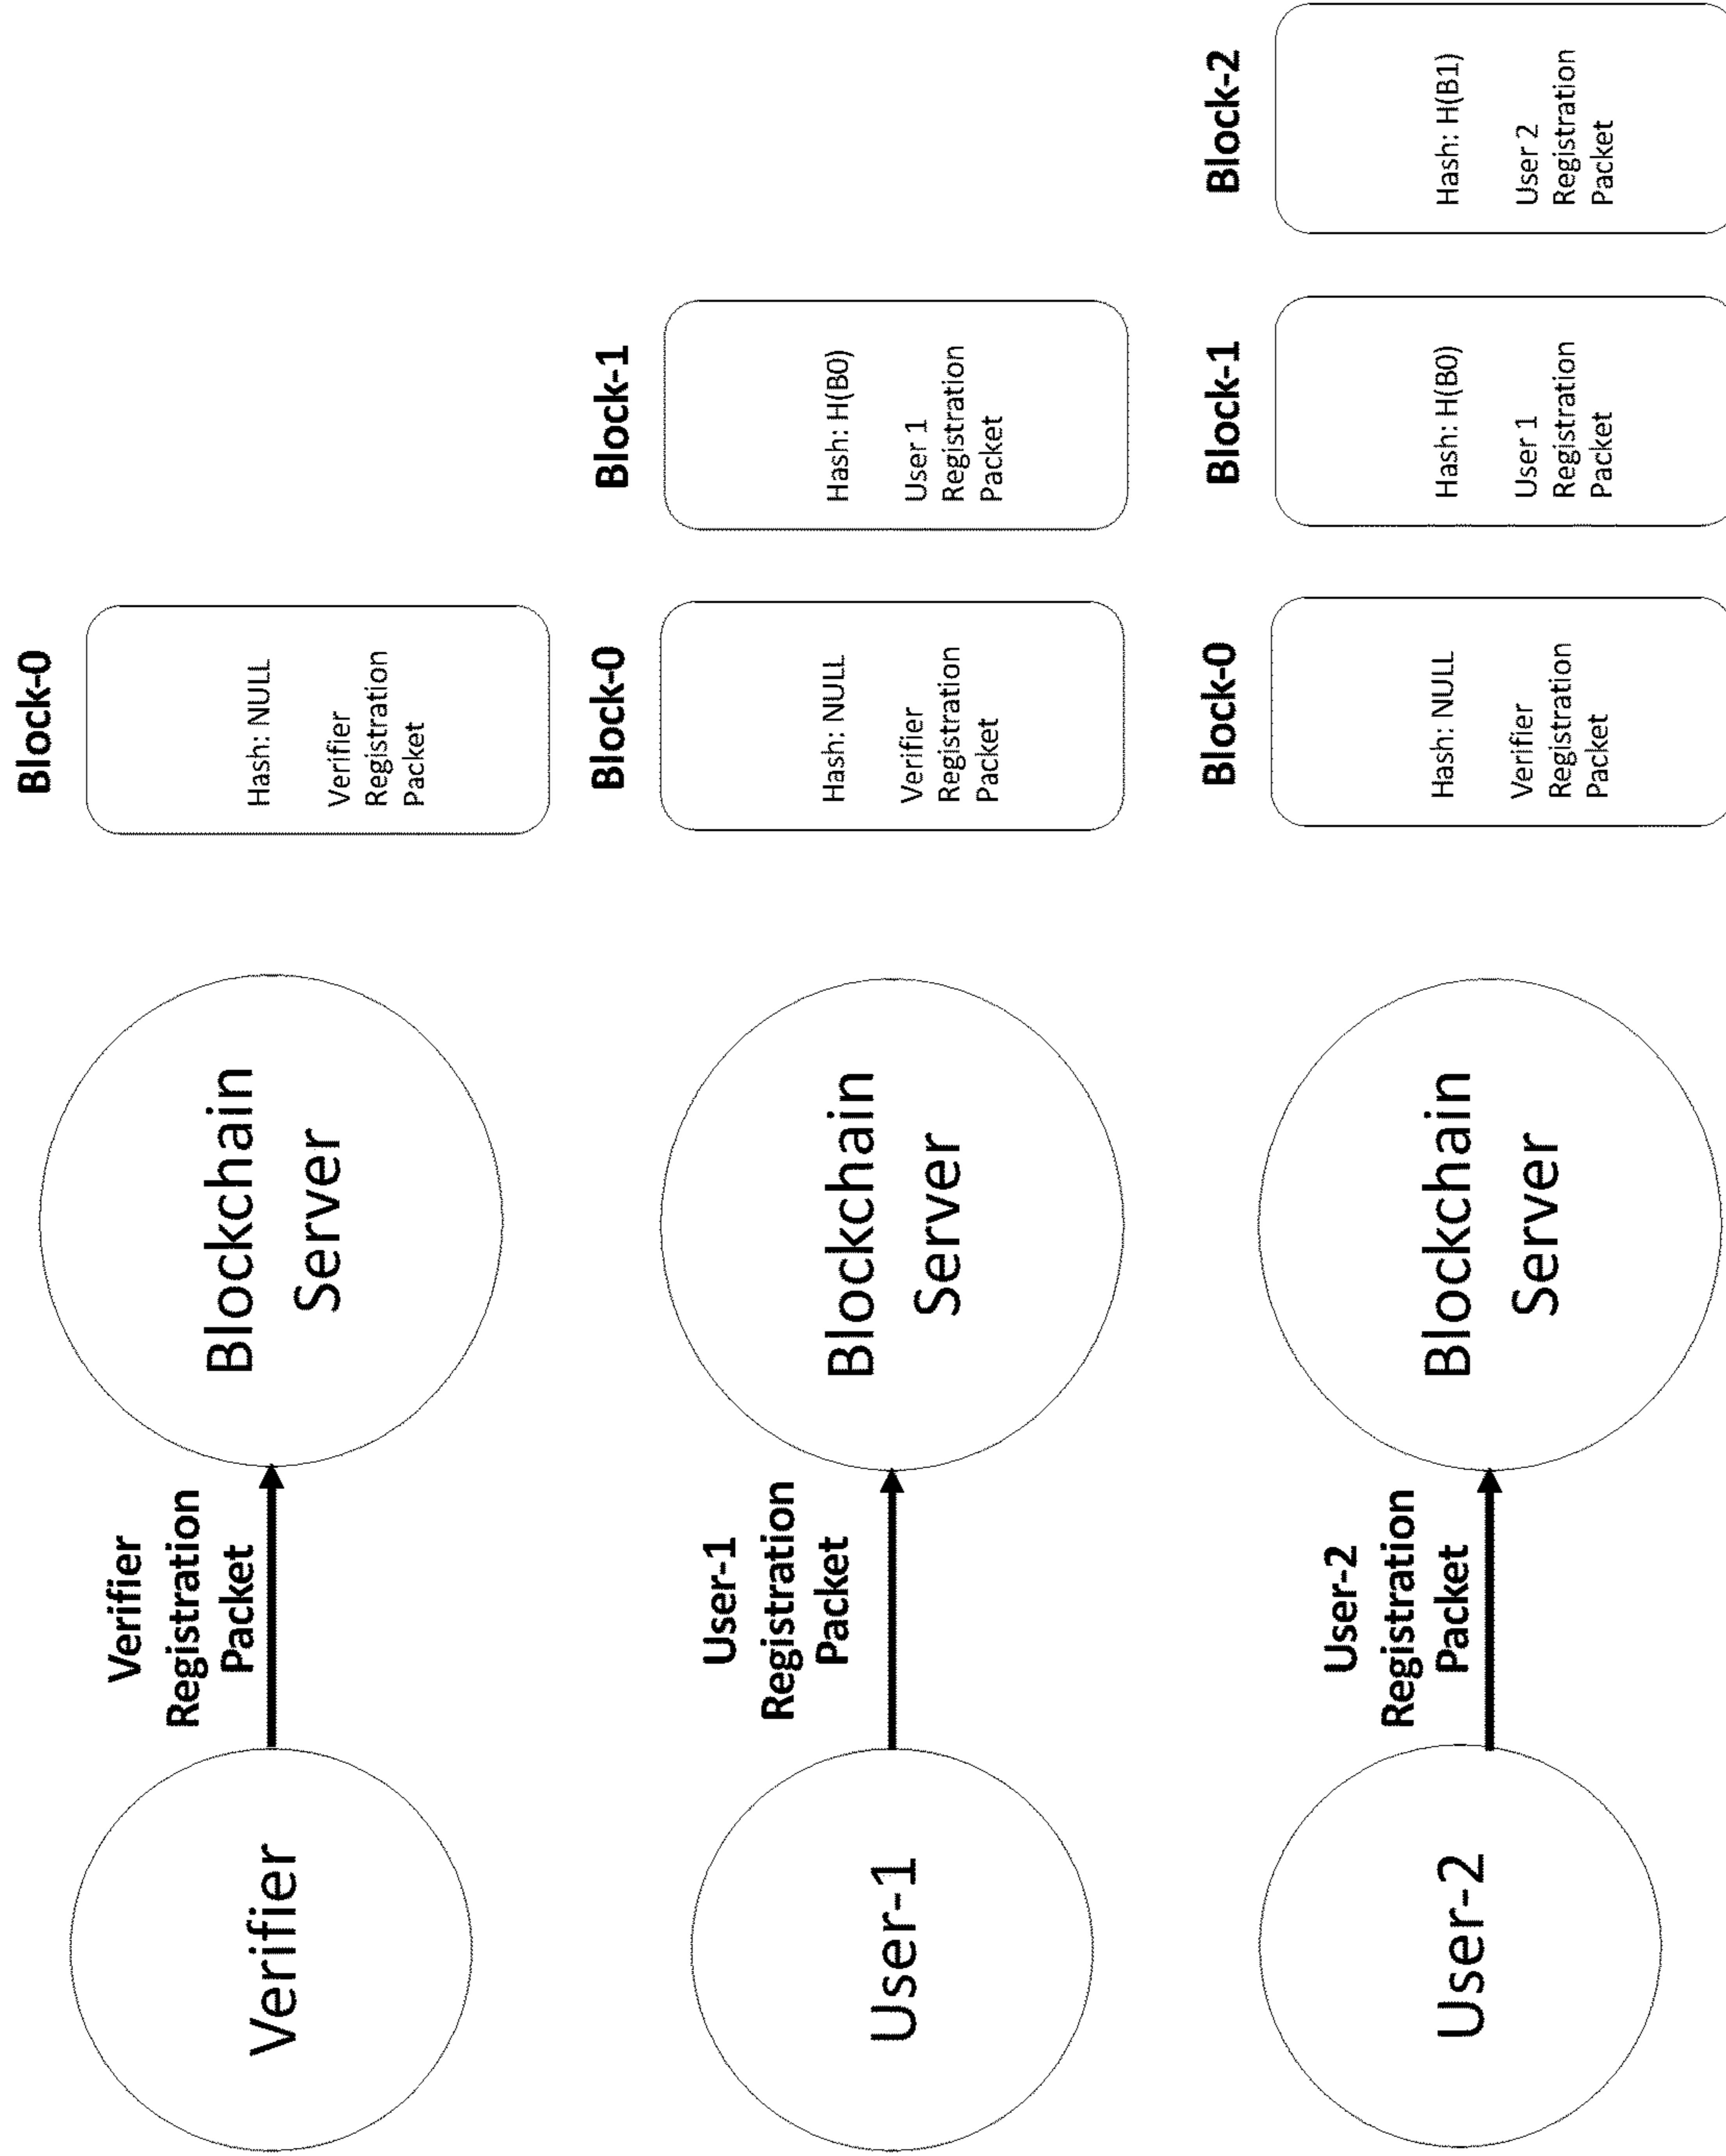 Verifier
Verifier
Registration
Packet
Blockchain
Server
Block-0
Hash: NULL
Verifier
Registration
Packet
User-1
User-1
Registration
Packet
Blockchain
Server
Block-0
Hash: NULL
Verifier
Registration
Packet
Block-1
Hash: H(B0)
User 1
Registration
Packet
User-2
User-2
Registration
Packet
Blockchain
Server
Block-0
Hash: NULL
Verifier
Registration
Packet
Block-1
Hash: H(B0)
User 1
Registration
Packet
Block-2
Hash: H(B1)
User 2
Registration
Packet